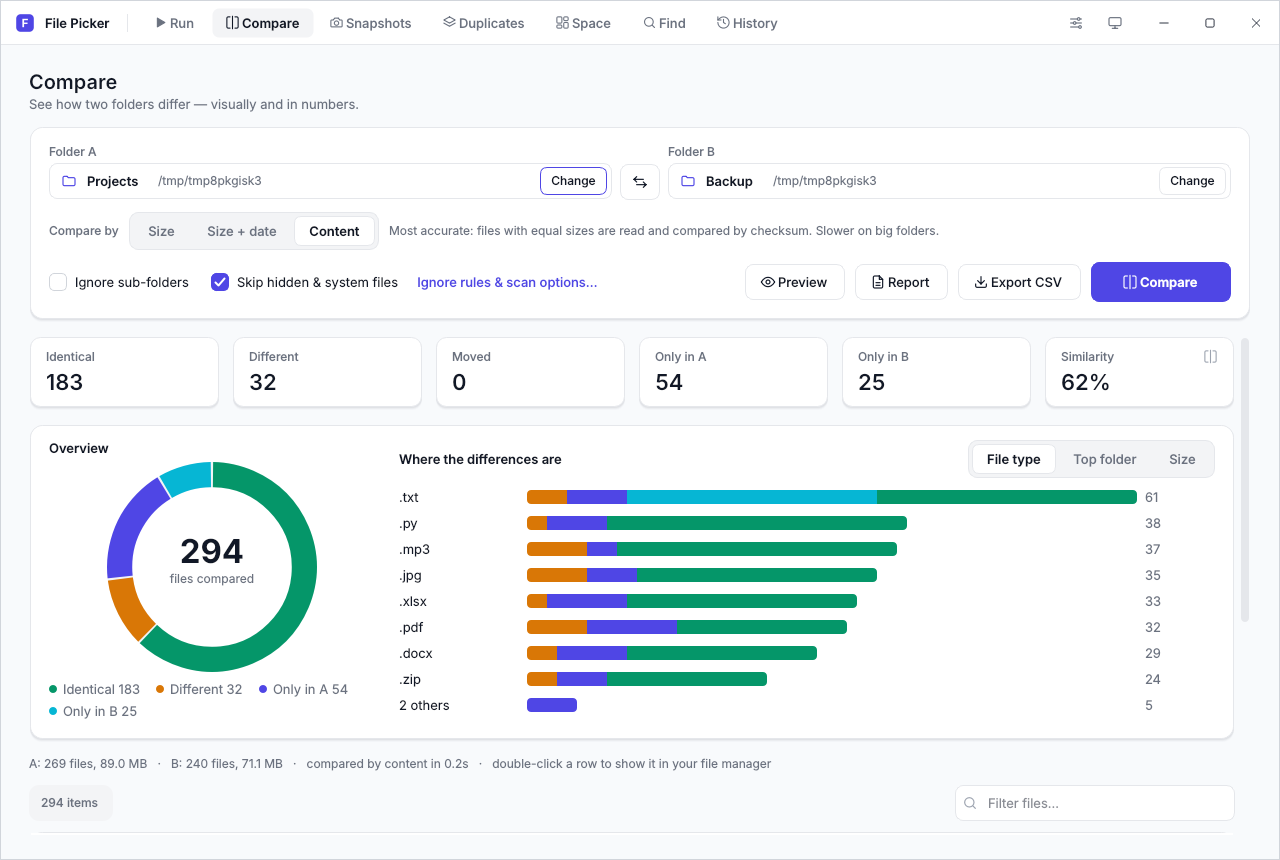 F File Picker Run Compare Snapshots Duplicates Space Find History
Compare
See how two folders differ — visually and in numbers.
Folder A
Projects /tmp/tmp8pkgisk3 Change
Folder B
Backup /tmp/tmp8pkgisk3 Change
Compare by Size Size + date Content Most accurate: files with equal sizes are read and compared by checksum. Slower on big folders.
Ignore sub-folders Skip hidden & system files Ignore rules & scan options... Preview Report Export CSV Compare
Identical
183
Different
32
Moved
0
Only in A
54
Only in B
25
Similarity
62%
Overview
294
files compared
Identical 183 Different 32 Only in A 54
Only in B 25
Where the differences are File type Top folder Size
.txt 61
.py 38
.mp3 37
.jpg 35
.xlsx 33
.pdf 32
.docx 29
.zip 24
2 others 5
A: 269 files, 89.0 MB · B: 240 files, 71.1 MB · compared by content in 0.2s · double-click a row to show it in your file manager
294 items Filter files...